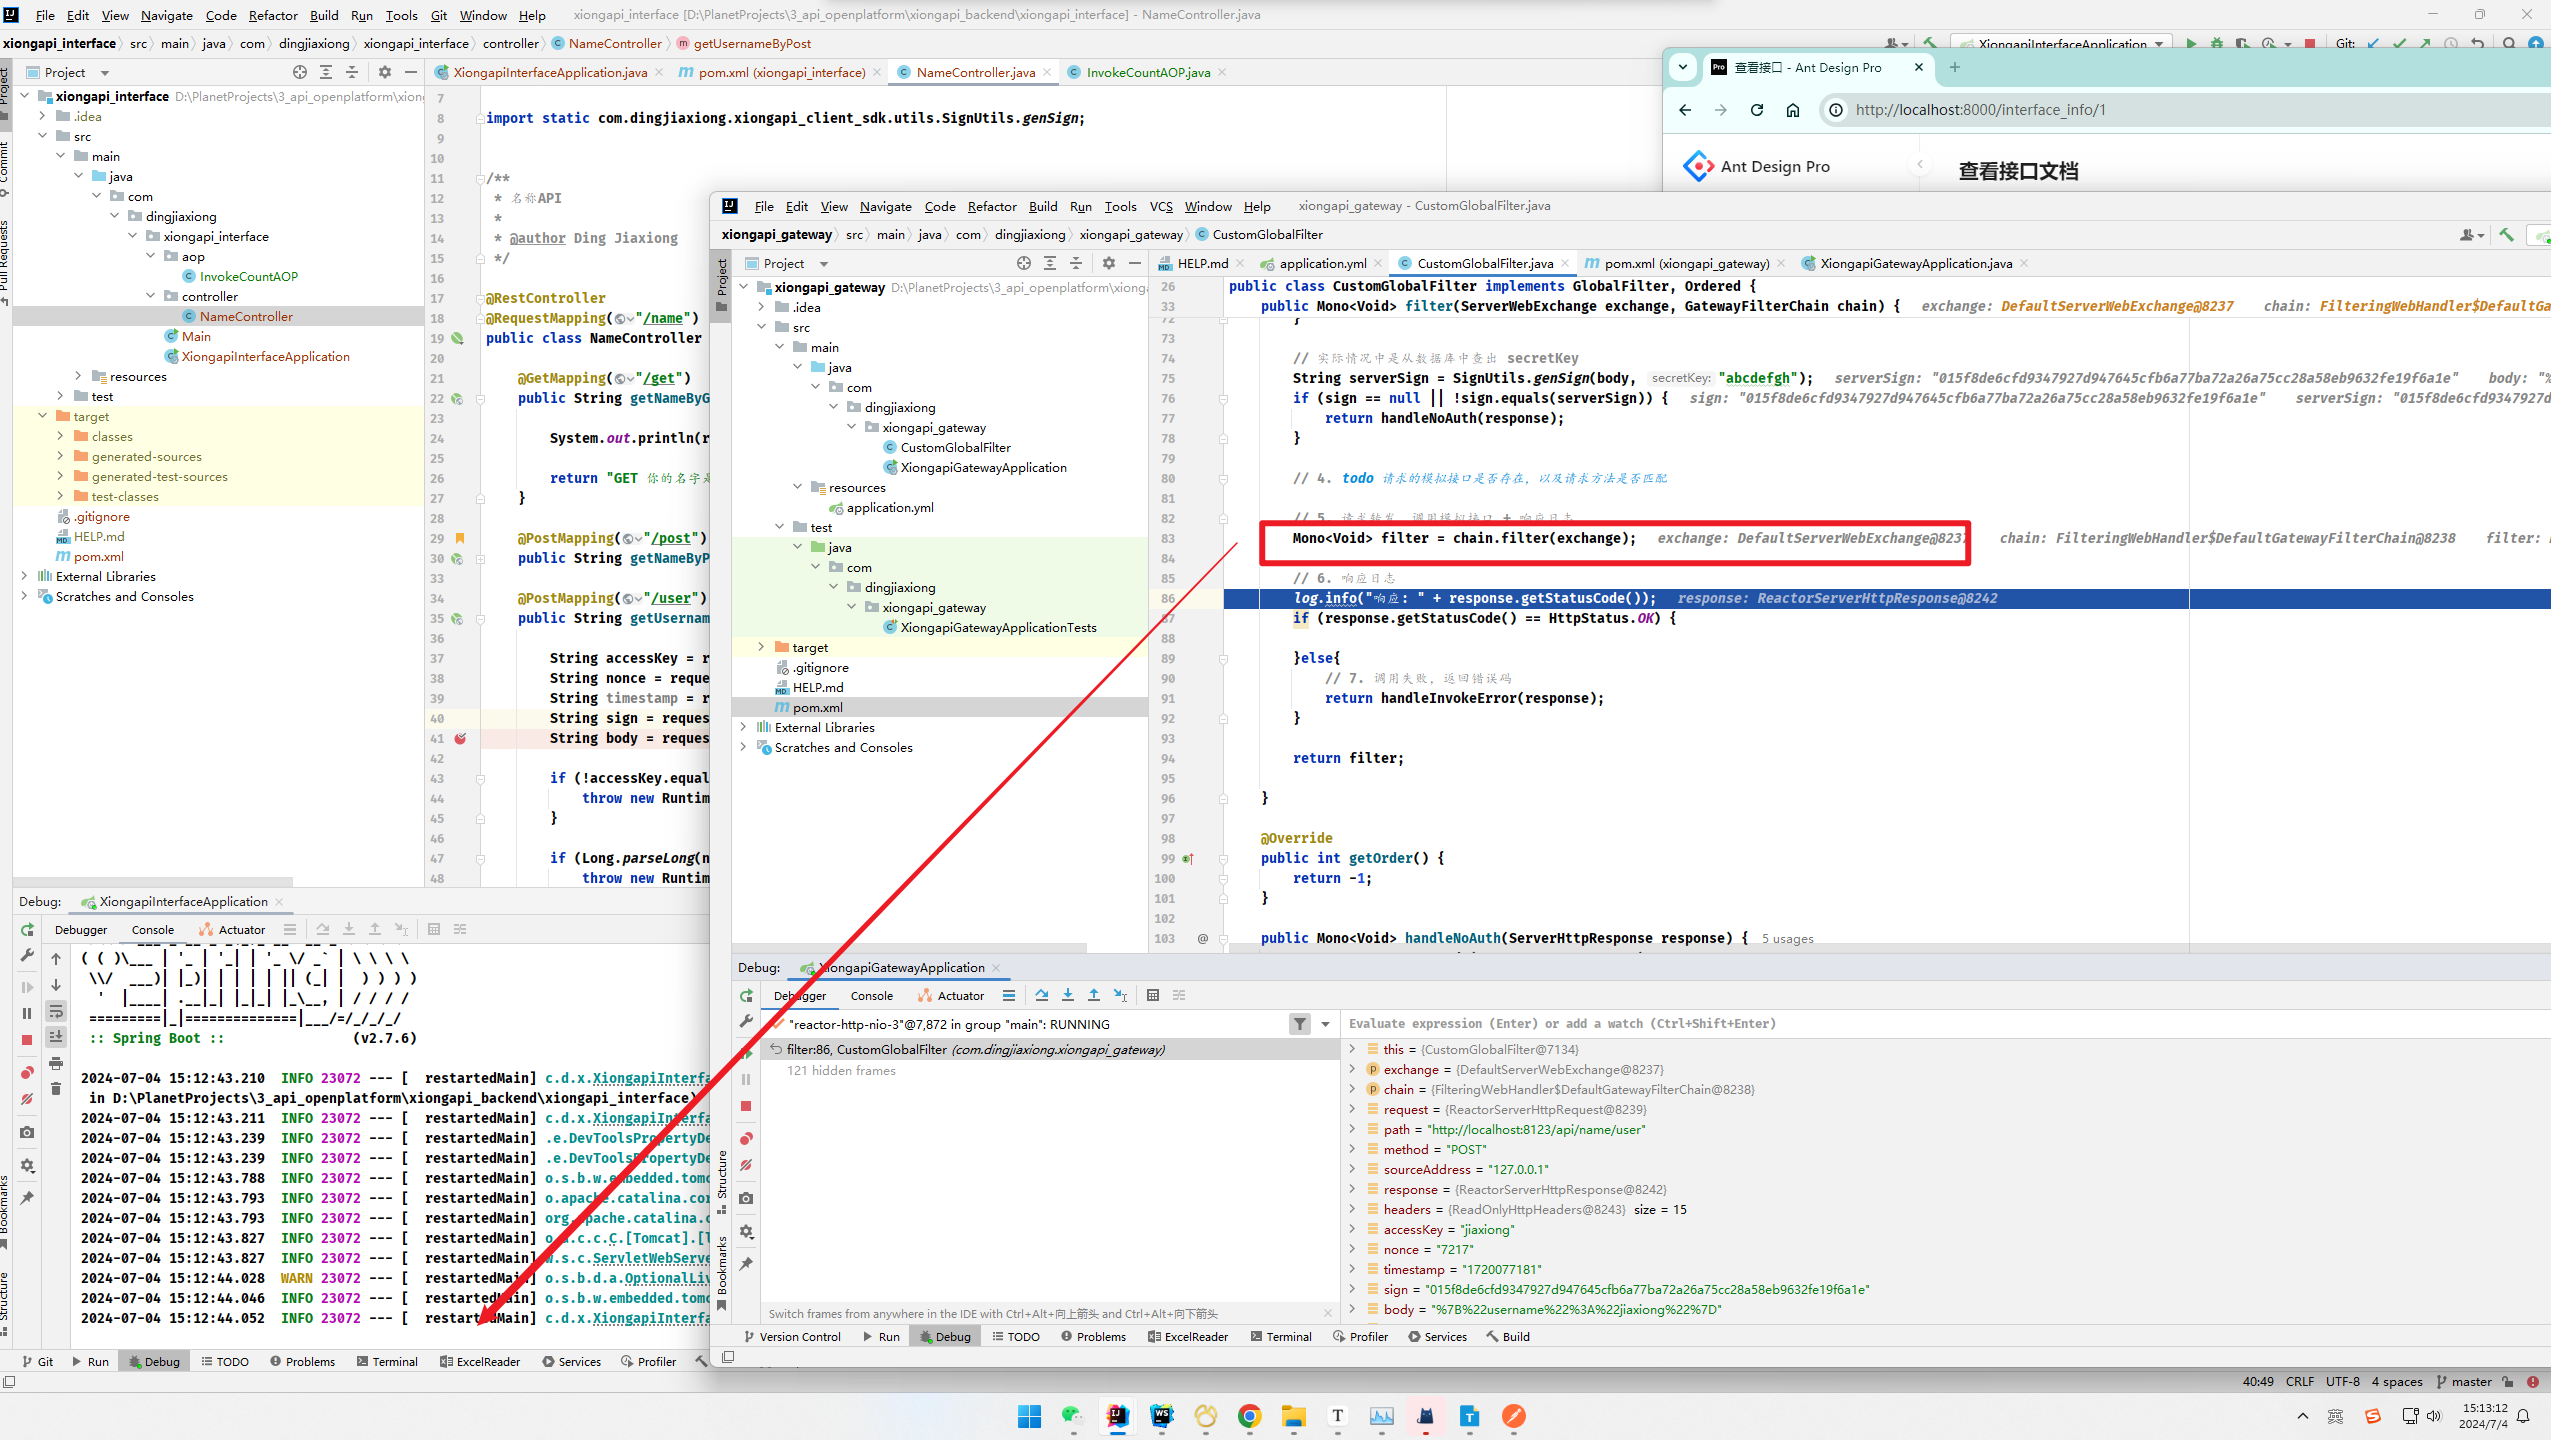 File Edit View Navigate Code Refactor Build Run Tools Git Window Help xiongapi_interface [D:\PlanetProjects\3_api_openplatform\xiongapi_backend\xiongapi_interface] - NameController.java
xiongapi_interface src main java com dingjiaxiong xiongapi_interface controller NameController getUsernameByPost
XiongapiInterfaceApplication Git:
Project
XiongapiInterfaceApplication.java pom.xml (xiongapi_interface) NameController.java InvokeCountAOP.java
xiongapi_interface D:\PlanetProjects\3_api_openplatform\xiong
.idea
src
main
java
com
dingjiaxiong
xiongapi_interface
aop
InvokeCountAOP
controller
NameController
Main
XiongapiInterfaceApplication
resources
test
target
classes
generated-sources
generated-test-sources
test-classes
.gitignore
HELP.md
pom.xml
External Libraries
Scratches and Consoles
Project
Commit
Pull Requests
Bookmarks
Structure
7
8 import static com.dingjiaxiong.xiongapi_client_sdk.utils.SignUtils.genSign;
9
10
11 /**
12 * 名称API
13 *
14 * @author Ding Jiaxiong
15 */
16
17 @RestController
18 @RequestMapping("/name")
19 public class NameController
20
21 @GetMapping("/get")
22 public String getNameByG
23
24 System.out.println(r
25
26 return "GET 你的名字是
27 }
28
29 @PostMapping("/post")
30 public String getNameByP
33
34 @PostMapping("/user")
35 public String getUsernam
36
37 String accessKey = r
38 String nonce = reque
39 String timestamp = r
40 String sign = reques
41 String body = reques
42
43 if (!accessKey.equal
44 throw new Runtim
45 }
46
47 if (Long.parseLong(n
48 throw new Runtim
查看接口 - Ant Design Pro
http://localhost:8000/interface_info/1
Ant Design Pro
查看接口文档
File Edit View Navigate Code Refactor Build Run Tools VCS Window Help xiongapi_gateway - CustomGlobalFilter.java
xiongapi_gateway src main java com dingjiaxiong xiongapi_gateway CustomGlobalFilter
Project
HELP.md application.yml CustomGlobalFilter.java pom.xml (xiongapi_gateway) XiongapiGatewayApplication.java
xiongapi_gateway D:\PlanetProjects\3_api_openplatform\xiong
.idea
src
main
java
com
dingjiaxiong
xiongapi_gateway
CustomGlobalFilter
XiongapiGatewayApplication
resources
application.yml
test
java
com
dingjiaxiong
xiongapi_gateway
XiongapiGatewayApplicationTests
target
.gitignore
HELP.md
pom.xml
External Libraries
Scratches and Consoles
Project
Structure
Bookmarks
26 public class CustomGlobalFilter implements GlobalFilter, Ordered {
33 public Mono<Void> filter(ServerWebExchange exchange, GatewayFilterChain chain) { exchange: DefaultServerWebExchange@8237 chain: FilteringWebHandler$DefaultGa
72 }
73
74 // 实际情况中是从数据库中查出 secretKey
75 String serverSign = SignUtils.genSign(body, secretKey: "abcdefgh"); serverSign: "015f8de6cfd9347927d947645cfb6a77ba72a26a75cc28a58eb9632fe19f6a1e" body: "%
76 if (sign == null || !sign.equals(serverSign)) { sign: "015f8de6cfd9347927d947645cfb6a77ba72a26a75cc28a58eb9632fe19f6a1e" serverSign: "015f8de6cfd9347927d
77 return handleNoAuth(response);
78 }
79
80 // 4. todo 请求的模拟接口是否存在，以及请求方法是否匹配
81
82 // 5. 请求转发，调用模拟接口 + 响应日志
83 Mono<Void> filter = chain.filter(exchange); exchange: DefaultServerWebExchange@8237 chain: FilteringWebHandler$DefaultGatewayFilterChain@8238 filter:
84
85 // 6. 响应日志
86 log.info("响应: " + response.getStatusCode()); response: ReactorServerHttpResponse@8242
87 if (response.getStatusCode() == HttpStatus.OK) {
88
89 }else{
90 // 7. 调用失败，返回错误码
91 return handleInvokeError(response);
92 }
93
94 return filter;
95
96 }
97
98 @Override
99 public int getOrder() {
100 return -1;
101 }
102
103 @ public Mono<Void> handleNoAuth(ServerHttpResponse response) { 5 usages
Debug: XiongapiInterfaceApplication
Debugger Console Actuator
:: Spring Boot :: (v2.7.6)
2024-07-04 15:12:43.210 INFO 23072 --- [ restartedMain] c.d.x.XiongapiInterfa
in D:\PlanetProjects\3_api_openplatform\xiongapi_backend\xiongapi_interface)
2024-07-04 15:12:43.211 INFO 23072 --- [ restartedMain] c.d.x.XiongapiInterfa
2024-07-04 15:12:43.239 INFO 23072 --- [ restartedMain] .e.DevToolsPropertyDe
2024-07-04 15:12:43.239 INFO 23072 --- [ restartedMain] .e.DevToolsPropertyDe
2024-07-04 15:12:43.788 INFO 23072 --- [ restartedMain] o.s.b.w.embedded.tomc
2024-07-04 15:12:43.793 INFO 23072 --- [ restartedMain] o.apache.catalina.cor
2024-07-04 15:12:43.793 INFO 23072 --- [ restartedMain] org.apache.catalina.c
2024-07-04 15:12:43.827 INFO 23072 --- [ restartedMain] o.a.c.c.C.[Tomcat].[l
2024-07-04 15:12:43.827 INFO 23072 --- [ restartedMain] w.s.c.ServletWebServe
2024-07-04 15:12:44.028 WARN 23072 --- [ restartedMain] o.s.b.d.a.OptionalLiv
2024-07-04 15:12:44.046 INFO 23072 --- [ restartedMain] o.s.b.w.embedded.tomc
2024-07-04 15:12:44.052 INFO 23072 --- [ restartedMain] c.d.x.XiongapiInterfa
Git Run Debug TODO Problems Terminal ExcelReader Services Profiler
Debug: XiongapiGatewayApplication
Debugger Console Actuator
"reactor-http-nio-3"@7,872 in group "main": RUNNING
filter:86, CustomGlobalFilter (com.dingjiaxiong.xiongapi_gateway)
121 hidden frames
Switch frames from anywhere in the IDE with Ctrl+Alt+向上箭头 and Ctrl+Alt+向下箭头
Evaluate expression (Enter) or add a watch (Ctrl+Shift+Enter)
this = {CustomGlobalFilter@7134}
exchange = {DefaultServerWebExchange@8237}
chain = {FilteringWebHandler$DefaultGatewayFilterChain@8238}
request = {ReactorServerHttpRequest@8239}
path = "http://localhost:8123/api/name/user"
method = "POST"
sourceAddress = "127.0.0.1"
response = {ReactorServerHttpResponse@8242}
headers = {ReadOnlyHttpHeaders@8243} size = 15
accessKey = "jiaxiong"
nonce = "7217"
timestamp = "1720077181"
sign = "015f8de6cfd9347927d947645cfb6a77ba72a26a75cc28a58eb9632fe19f6a1e"
body = "%7B%22username%22%3A%22jiaxiong%22%7D"
Version Control Run Debug TODO Problems ExcelReader Terminal Profiler Services Build
40:49 CRLF UTF-8 4 spaces master
15:13:12
2024/7/4